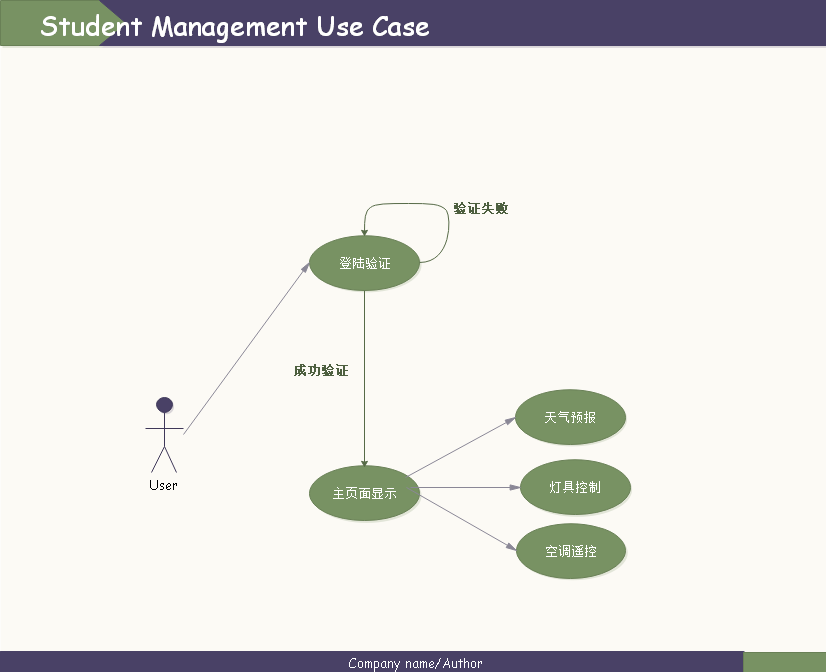 Student Management Use Case
验证失败
登陆验证
成功验证
天气预报
User
主页面显示
灯具控制
空调遥控
Company name/Author